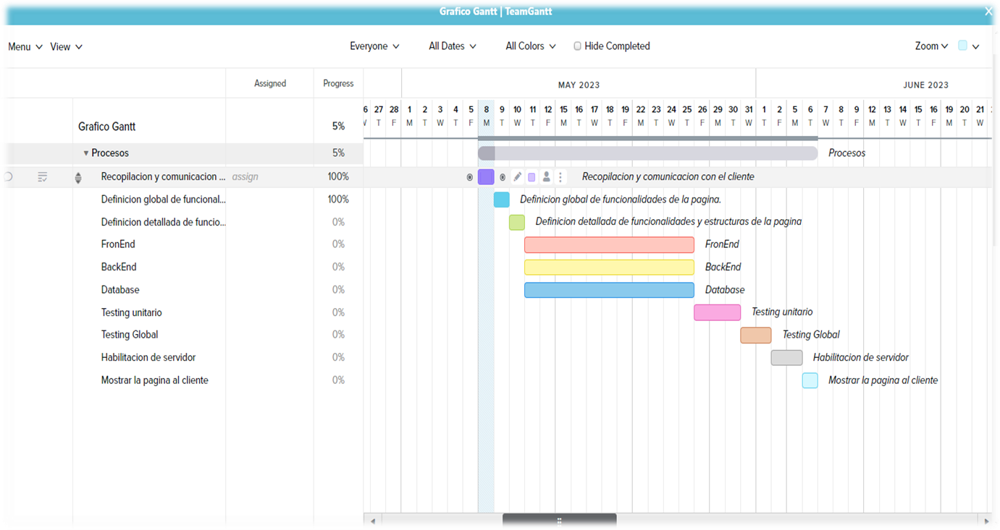 Grafico Gantt | TeamGantt X
Menu View Everyone All Dates All Colors Hide Completed Zoom
Assigned Progress MAY 2023 JUNE 2023
6 27 28 1 2 3 4 5 8 9 10 11 12 15 16 17 18 19 22 23 24 25 26 29 30 31 1 2 5 6 7 8 9 12 13 14 15 16 19 20 21
W T F M T W T F M T W T F M T W T F M T W T F M T W T F M T W T F M T W T F M T W
Grafico Gantt 5%
Procesos 5% Procesos
Recopilacion y comunicacion ... assign 100% Recopilacion y comunicacion con el cliente
Definicion global de funcional... 100% Definicion global de funcionalidades de la pagina.
Definicion detallada de funcio... 0% Definicion detallada de funcionalidades y estructuras de la pagina
FronEnd 0% FronEnd
BackEnd 0% BackEnd
Database 0% Database
Testing unitario 0% Testing unitario
Testing Global 0% Testing Global
Habilitacion de servidor 0% Habilitacion de servidor
Mostrar la pagina al cliente 0% Mostrar la pagina al cliente